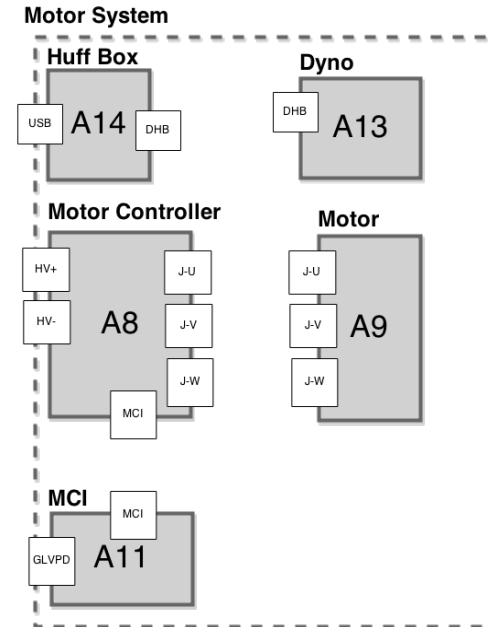 Motor System
Huff Box
USB
A14
DHB
Dyno
DHB
A13
Motor Controller
HV+
HV-
A8
J-U
J-V
J-W
MCI
Motor
J-U
J-V
J-W
A9
MCI
MCI
GLVPD
A11